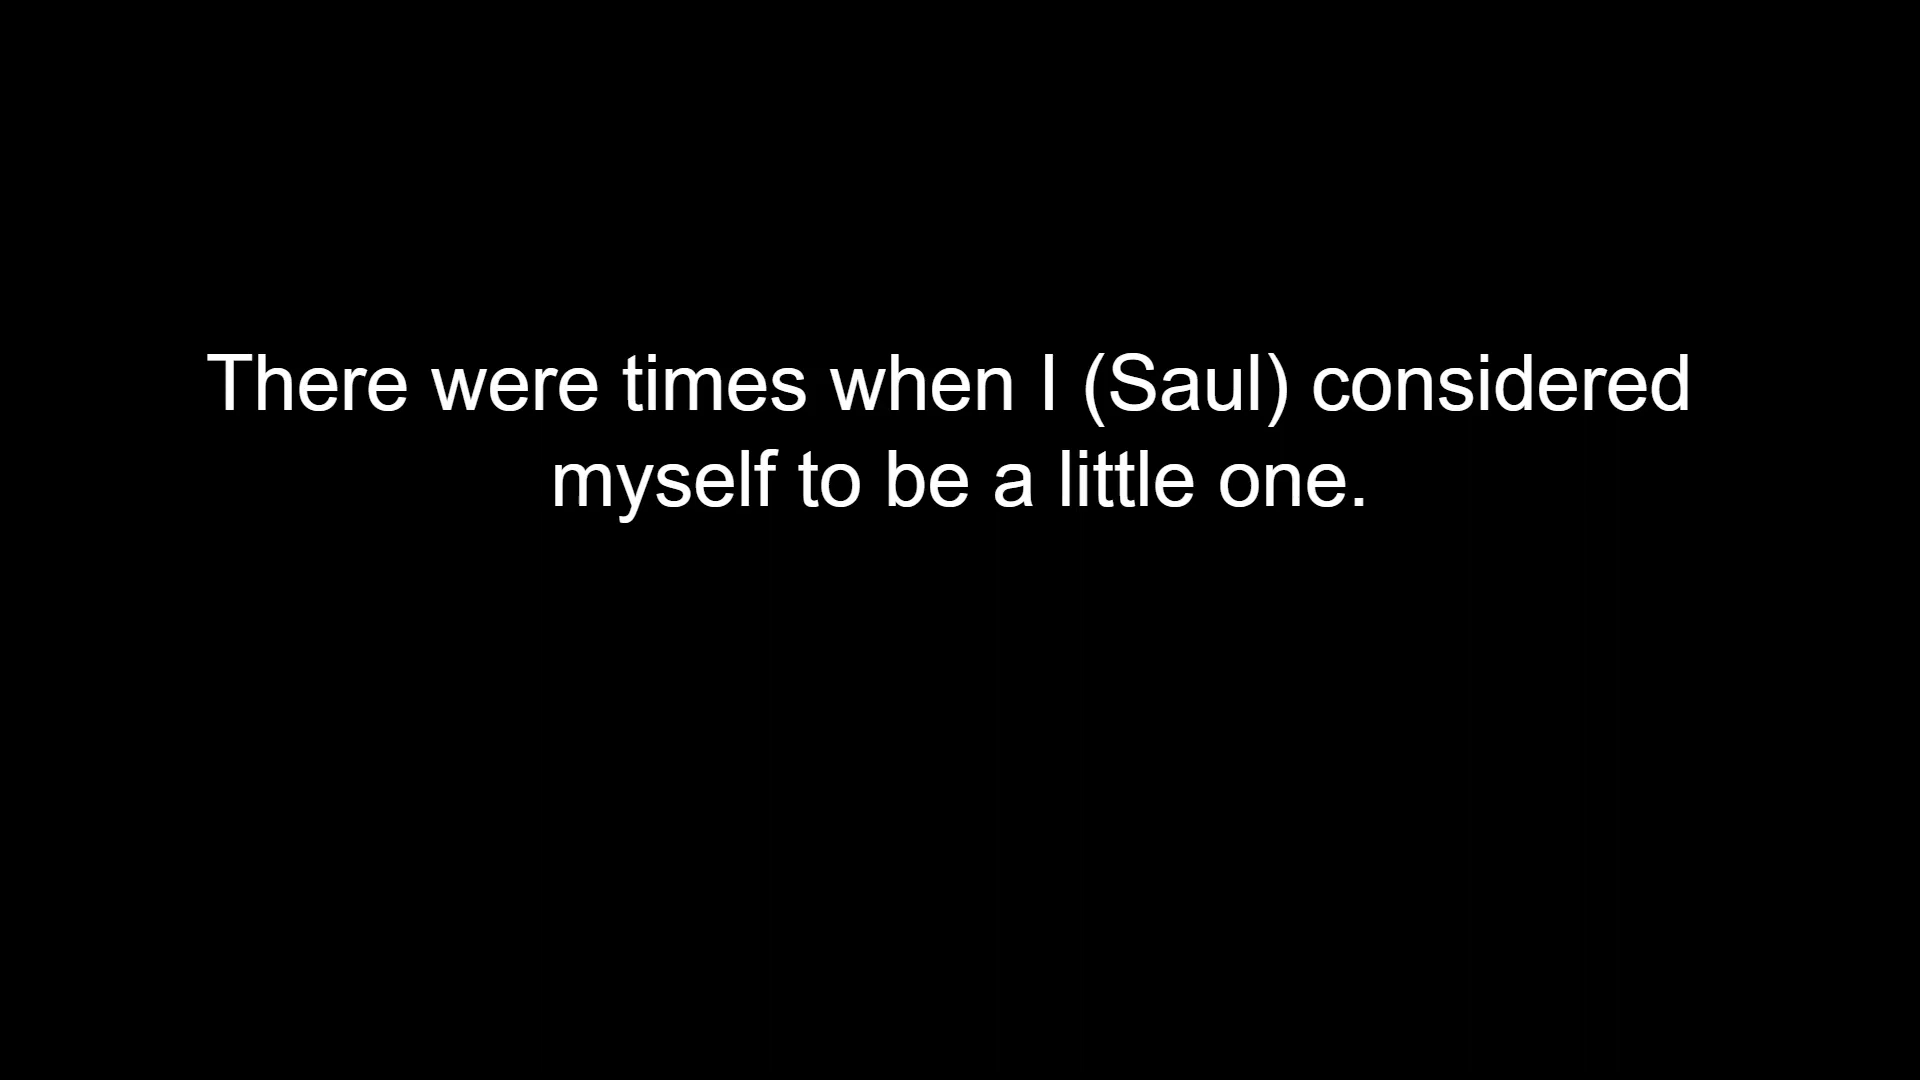 There were times when I (Saul) considered
myself to be a little one.